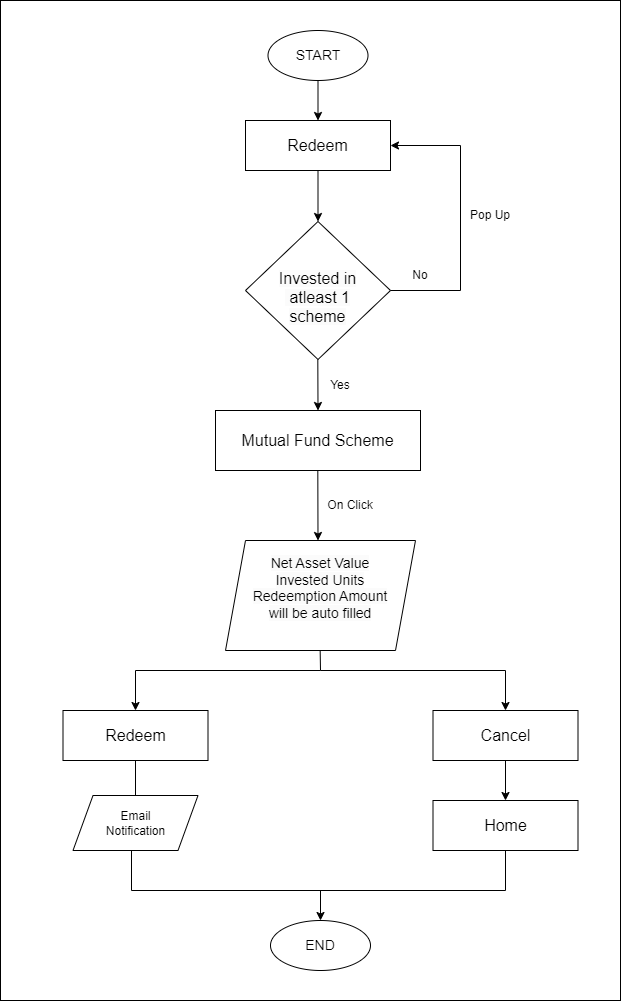 START
Redeem
Pop Up
Invested in
atleast 1
scheme
No
Yes
Mutual Fund Scheme
On Click
Net Asset Value
Invested Units
Redeemption Amount
will be auto filled
Redeem
Cancel
Email
Notification
Home
END